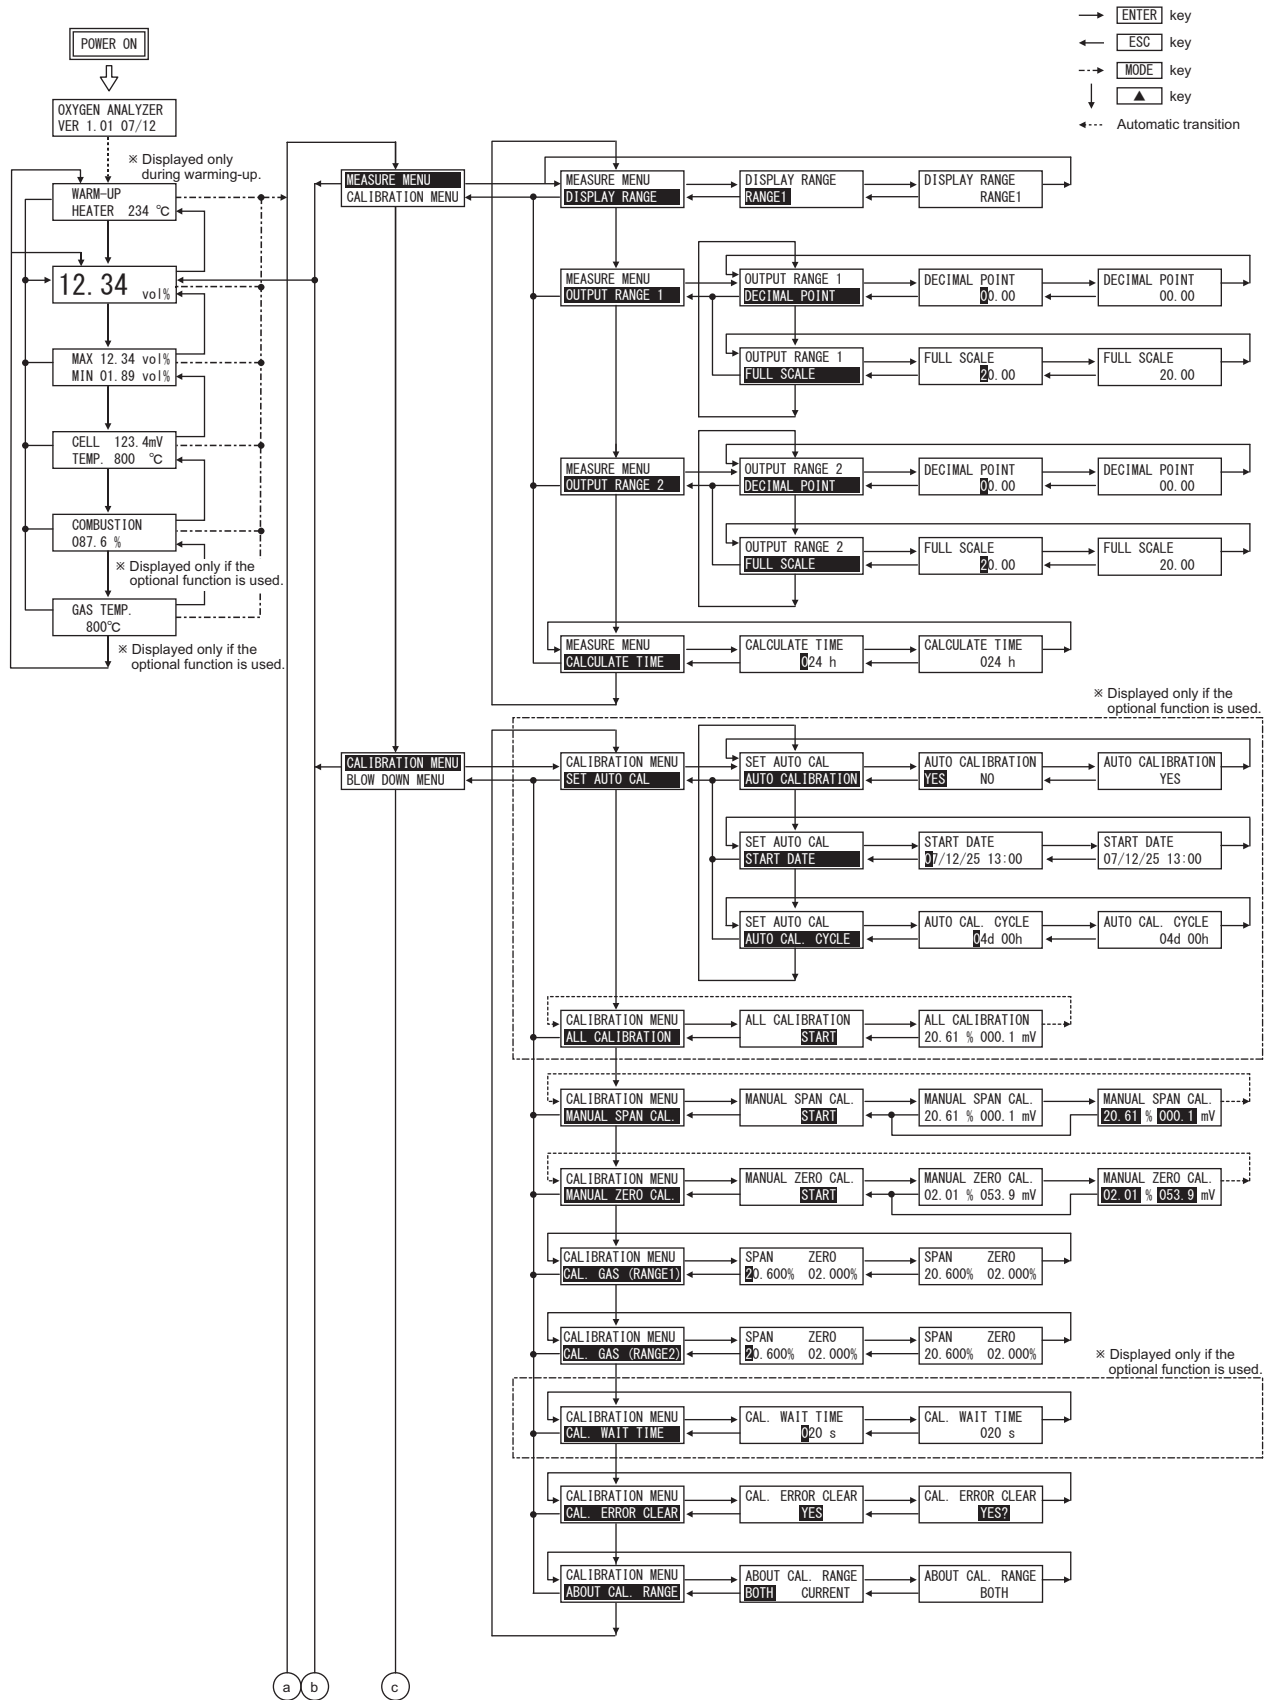 ENTER key
ESC key
MODE key
▲ key
Automatic transition
POWER ON
OXYGEN ANALYZER
VER 1.01 07/12
※ Displayed only
during warming-up.
WARM-UP
HEATER 234 ℃
12.34 vol%
MAX 12.34 vol%
MIN 01.89 vol%
CELL 123.4mV
TEMP. 800 ℃
COMBUSTION
087.6 %
※ Displayed only if the
optional function is used.
GAS TEMP.
800℃
※ Displayed only if the
optional function is used.
MEASURE MENU
CALIBRATION MENU
MEASURE MENU
DISPLAY RANGE
DISPLAY RANGE
RANGE1
DISPLAY RANGE
RANGE1
MEASURE MENU
OUTPUT RANGE 1
OUTPUT RANGE 1
DECIMAL POINT
DECIMAL POINT
00.00
DECIMAL POINT
00.00
OUTPUT RANGE 1
FULL SCALE
FULL SCALE
20.00
FULL SCALE
20.00
MEASURE MENU
OUTPUT RANGE 2
OUTPUT RANGE 2
DECIMAL POINT
DECIMAL POINT
00.00
DECIMAL POINT
00.00
OUTPUT RANGE 2
FULL SCALE
FULL SCALE
20.00
FULL SCALE
20.00
MEASURE MENU
CALCULATE TIME
CALCULATE TIME
024 h
CALCULATE TIME
024 h
※ Displayed only if the
optional function is used.
CALIBRATION MENU
BLOW DOWN MENU
CALIBRATION MENU
SET AUTO CAL
SET AUTO CAL
AUTO CALIBRATION
AUTO CALIBRATION
YES NO
AUTO CALIBRATION
YES
SET AUTO CAL
START DATE
START DATE
07/12/25 13:00
START DATE
07/12/25 13:00
SET AUTO CAL
AUTO CAL. CYCLE
AUTO CAL. CYCLE
04d 00h
AUTO CAL. CYCLE
04d 00h
CALIBRATION MENU
ALL CALIBRATION
ALL CALIBRATION
START
ALL CALIBRATION
20.61 % 000.1 mV
CALIBRATION MENU
MANUAL SPAN CAL.
MANUAL SPAN CAL.
START
MANUAL SPAN CAL.
20.61 % 000.1 mV
MANUAL SPAN CAL.
20.61 % 000.1 mV
CALIBRATION MENU
MANUAL ZERO CAL.
MANUAL ZERO CAL.
START
MANUAL ZERO CAL.
02.01 % 053.9 mV
MANUAL ZERO CAL.
02.01 % 053.9 mV
CALIBRATION MENU
CAL. GAS (RANGE1)
SPAN ZERO
20.600% 02.000%
SPAN ZERO
20.600% 02.000%
CALIBRATION MENU
CAL. GAS (RANGE2)
SPAN ZERO
20.600% 02.000%
SPAN ZERO
20.600% 02.000%
※ Displayed only if the
optional function is used.
CALIBRATION MENU
CAL. WAIT TIME
CAL. WAIT TIME
020 s
CAL. WAIT TIME
020 s
CALIBRATION MENU
CAL. ERROR CLEAR
CAL. ERROR CLEAR
YES
CAL. ERROR CLEAR
YES?
CALIBRATION MENU
ABOUT CAL. RANGE
ABOUT CAL. RANGE
BOTH CURRENT
ABOUT CAL. RANGE
BOTH
a b c